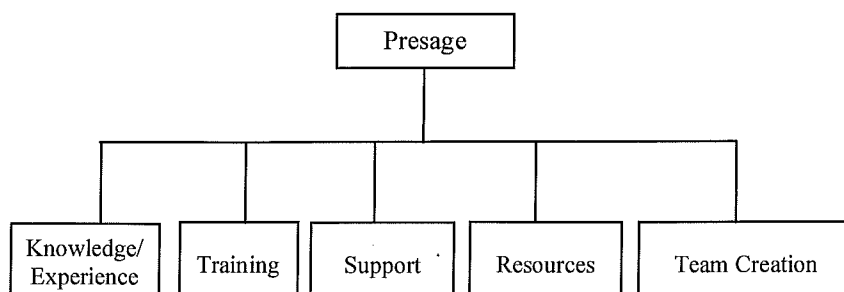 Presage
Knowledge/
Experience
Training
Support
Resources
Team Creation